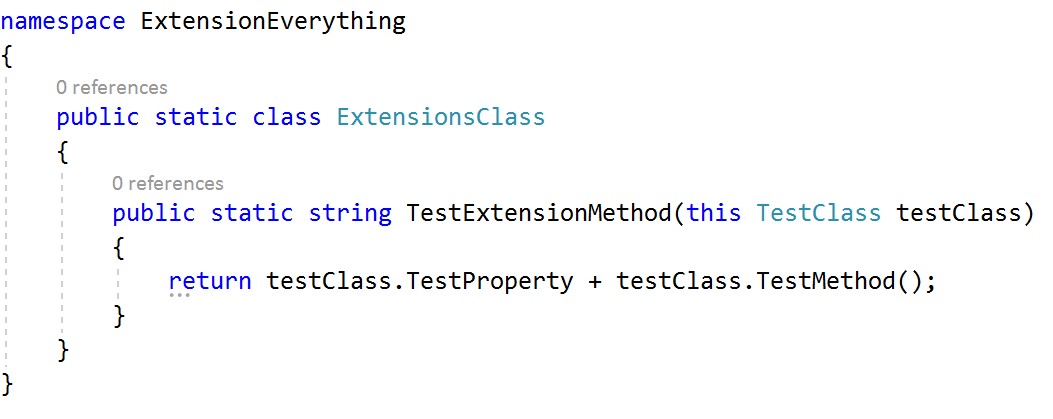 namespace ExtensionEverything
{
0 references
public static class ExtensionsClass
{
0 references
public static string TestExtensionMethod(this TestClass testClass)
{
return testClass.TestProperty + testClass.TestMethod();
}
}
}